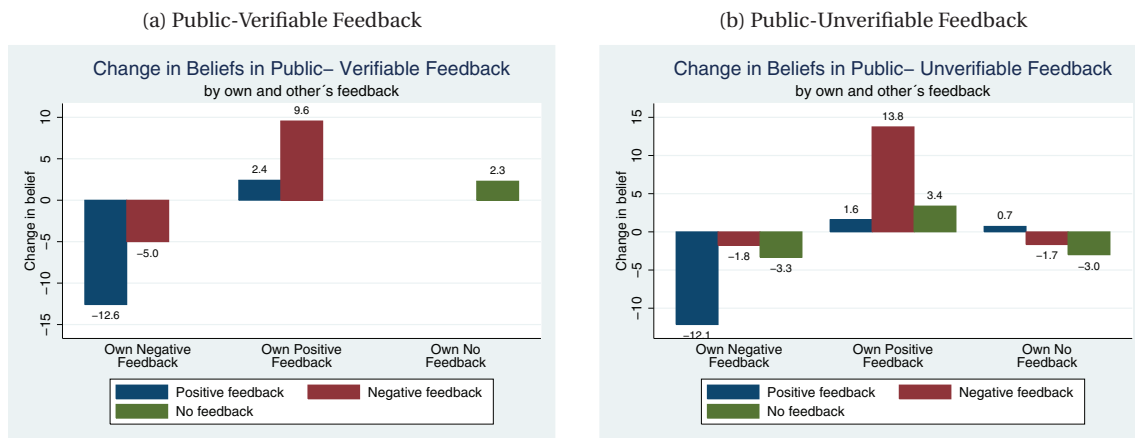 (a) Public-Verifiable Feedback
Change in Beliefs in Public− Verifiable Feedback
by own and other´s feedback
Change in belief
10
5
0
−5
−10
−15
−12.6
−5.0
2.4
9.6
2.3
Own Negative
Feedback
Own Positive
Feedback
Own No
Feedback
Positive feedback
Negative feedback
No feedback
(b) Public-Unverifiable Feedback
Change in Beliefs in Public− Unverifiable Feedback
by own and other´s feedback
Change in belief
15
10
5
0
−5
−10
−12.1
−1.8
−3.3
1.6
13.8
3.4
0.7
−1.7
−3.0
Own Negative
Feedback
Own Positive
Feedback
Own No
Feedback
Positive feedback
Negative feedback
No feedback